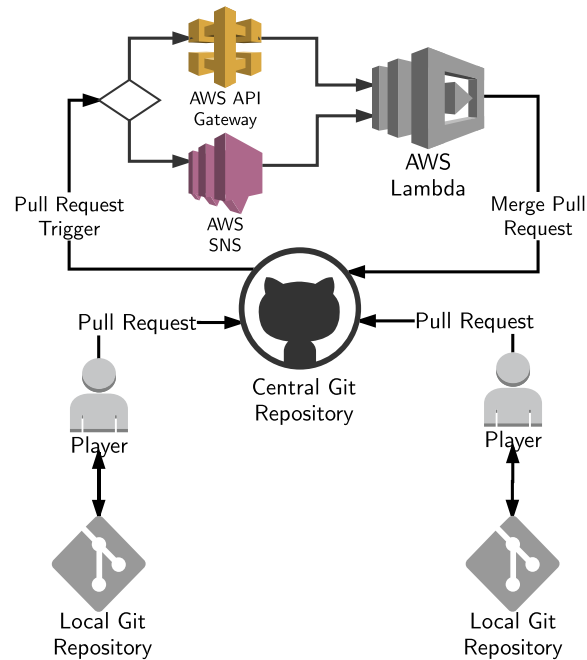 AWS API
Gateway
AWS
SNS
AWS
Lambda
Pull Request
Trigger
Merge Pull
Request
Pull Request
Pull Request
Central Git
Repository
Player
Player
Local Git
Repository
Local Git
Repository